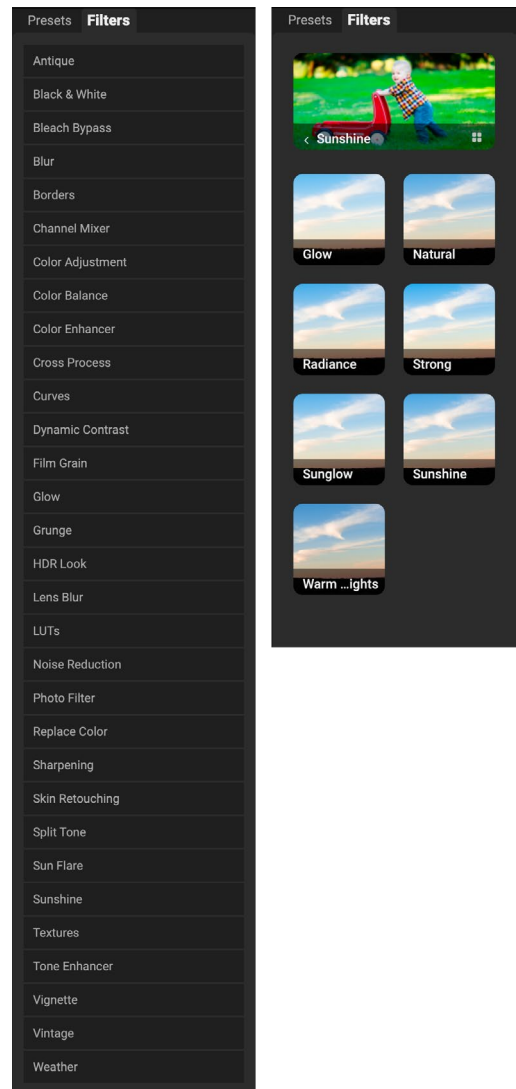 Presets Filters
Antique
Black & White
Bleach Bypass
Blur
Borders
Channel Mixer
Color Adjustment
Color Balance
Color Enhancer
Cross Process
Curves
Dynamic Contrast
Film Grain
Glow
Grunge
HDR Look
Lens Blur
LUTs
Noise Reduction
Photo Filter
Replace Color
Sharpening
Skin Retouching
Split Tone
Sun Flare
Sunshine
Textures
Tone Enhancer
Vignette
Vintage
Weather
Presets Filters
Sunshine
Glow Natural
Radiance Strong
Sunglow Sunshine
Warm ...ights